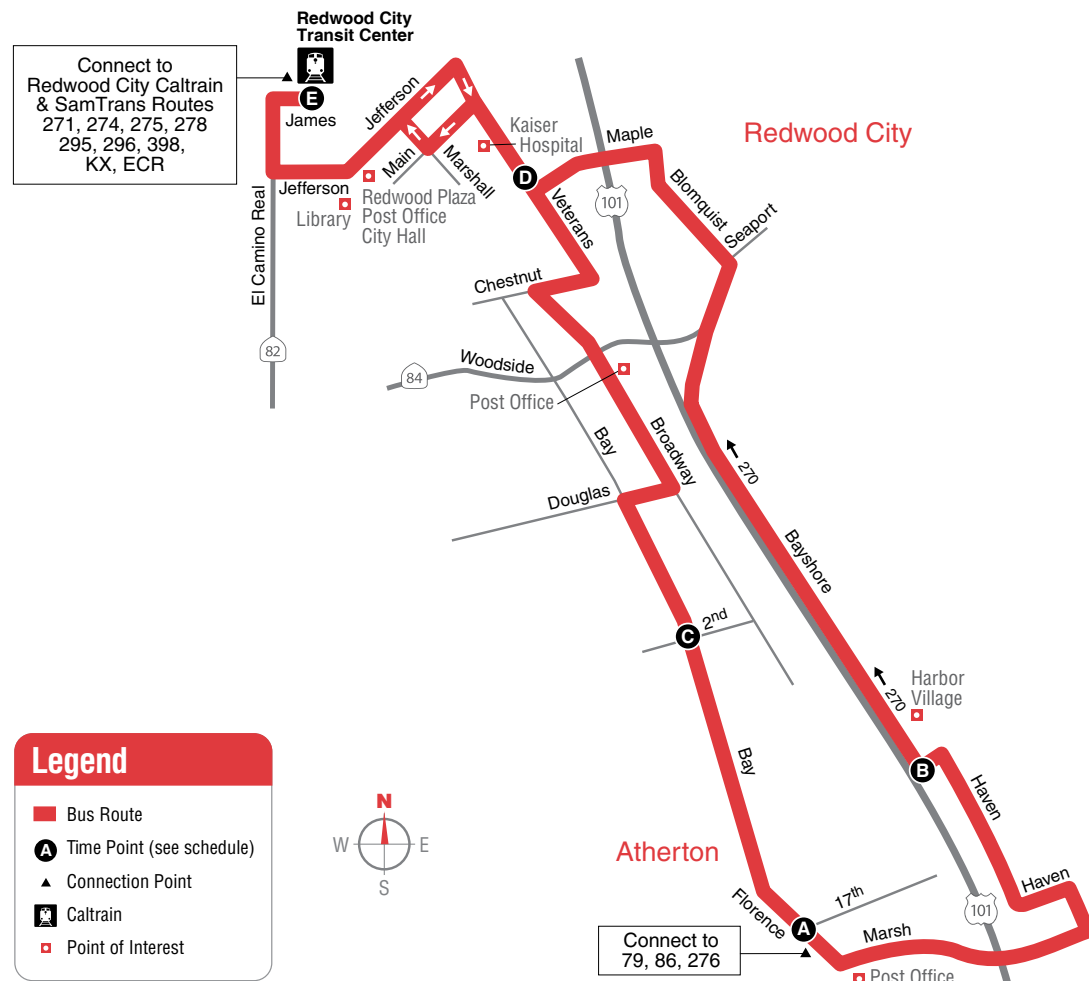 Redwood City
Transit Center
Connect to
Redwood City Caltrain
& SamTrans Routes
271, 274, 275, 278
295, 296, 398,
KX, ECR
E
James
Jefferson
Jefferson
Library
Main
Marshall
Redwood Plaza
Post Office
City Hall
Kaiser
Hospital
D
Veterans
Maple
Redwood City
101
Blomquist
Seaport
El Camino Real
82
Chestnut
Woodside
84
Post Office
Bay
Broadway
Douglas
270
Bayshore
C
2nd
270
Harbor
Village
B
Haven
Haven
Bay
Atherton
Florence
17th
A
101
Marsh
Connect to
79, 86, 276
Post Office
Legend
Bus Route
A
Time Point (see schedule)
Connection Point
Caltrain
Point of Interest
N
W
E
S